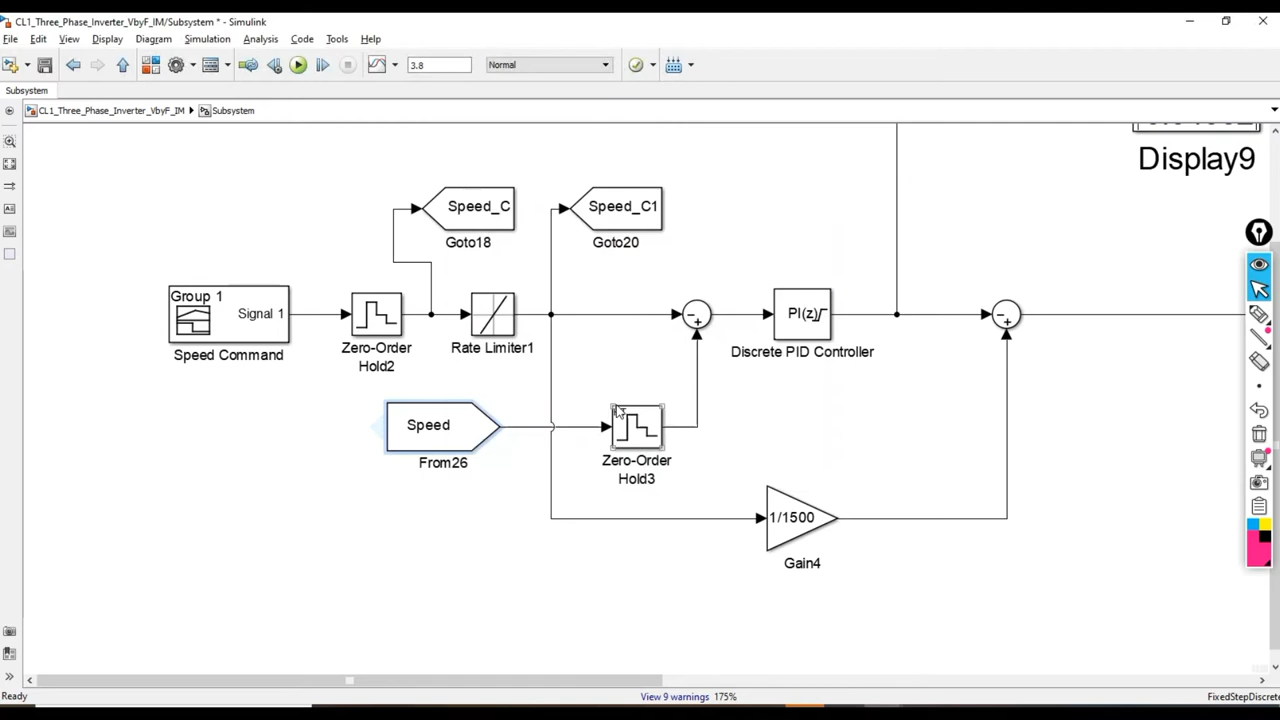 CL1_Three_Phase_Inverter_VbyF_IM/Subsystem * - Simulink
File Edit View Display Diagram Simulation Analysis Code Tools Help
3.8 Normal
Subsystem
CL1_Three_Phase_Inverter_VbyF_IM Subsystem
Display9
Speed_C
Goto18
Speed_C1
Goto20
Group 1
Signal 1
Speed Command
Zero-Order
Hold2
Rate Limiter1
PI(z)
Discrete PID Controller
Speed
From26
Zero-Order
Hold3
1/1500
Gain4
Ready View 9 warnings 175% FixedStepDiscrete